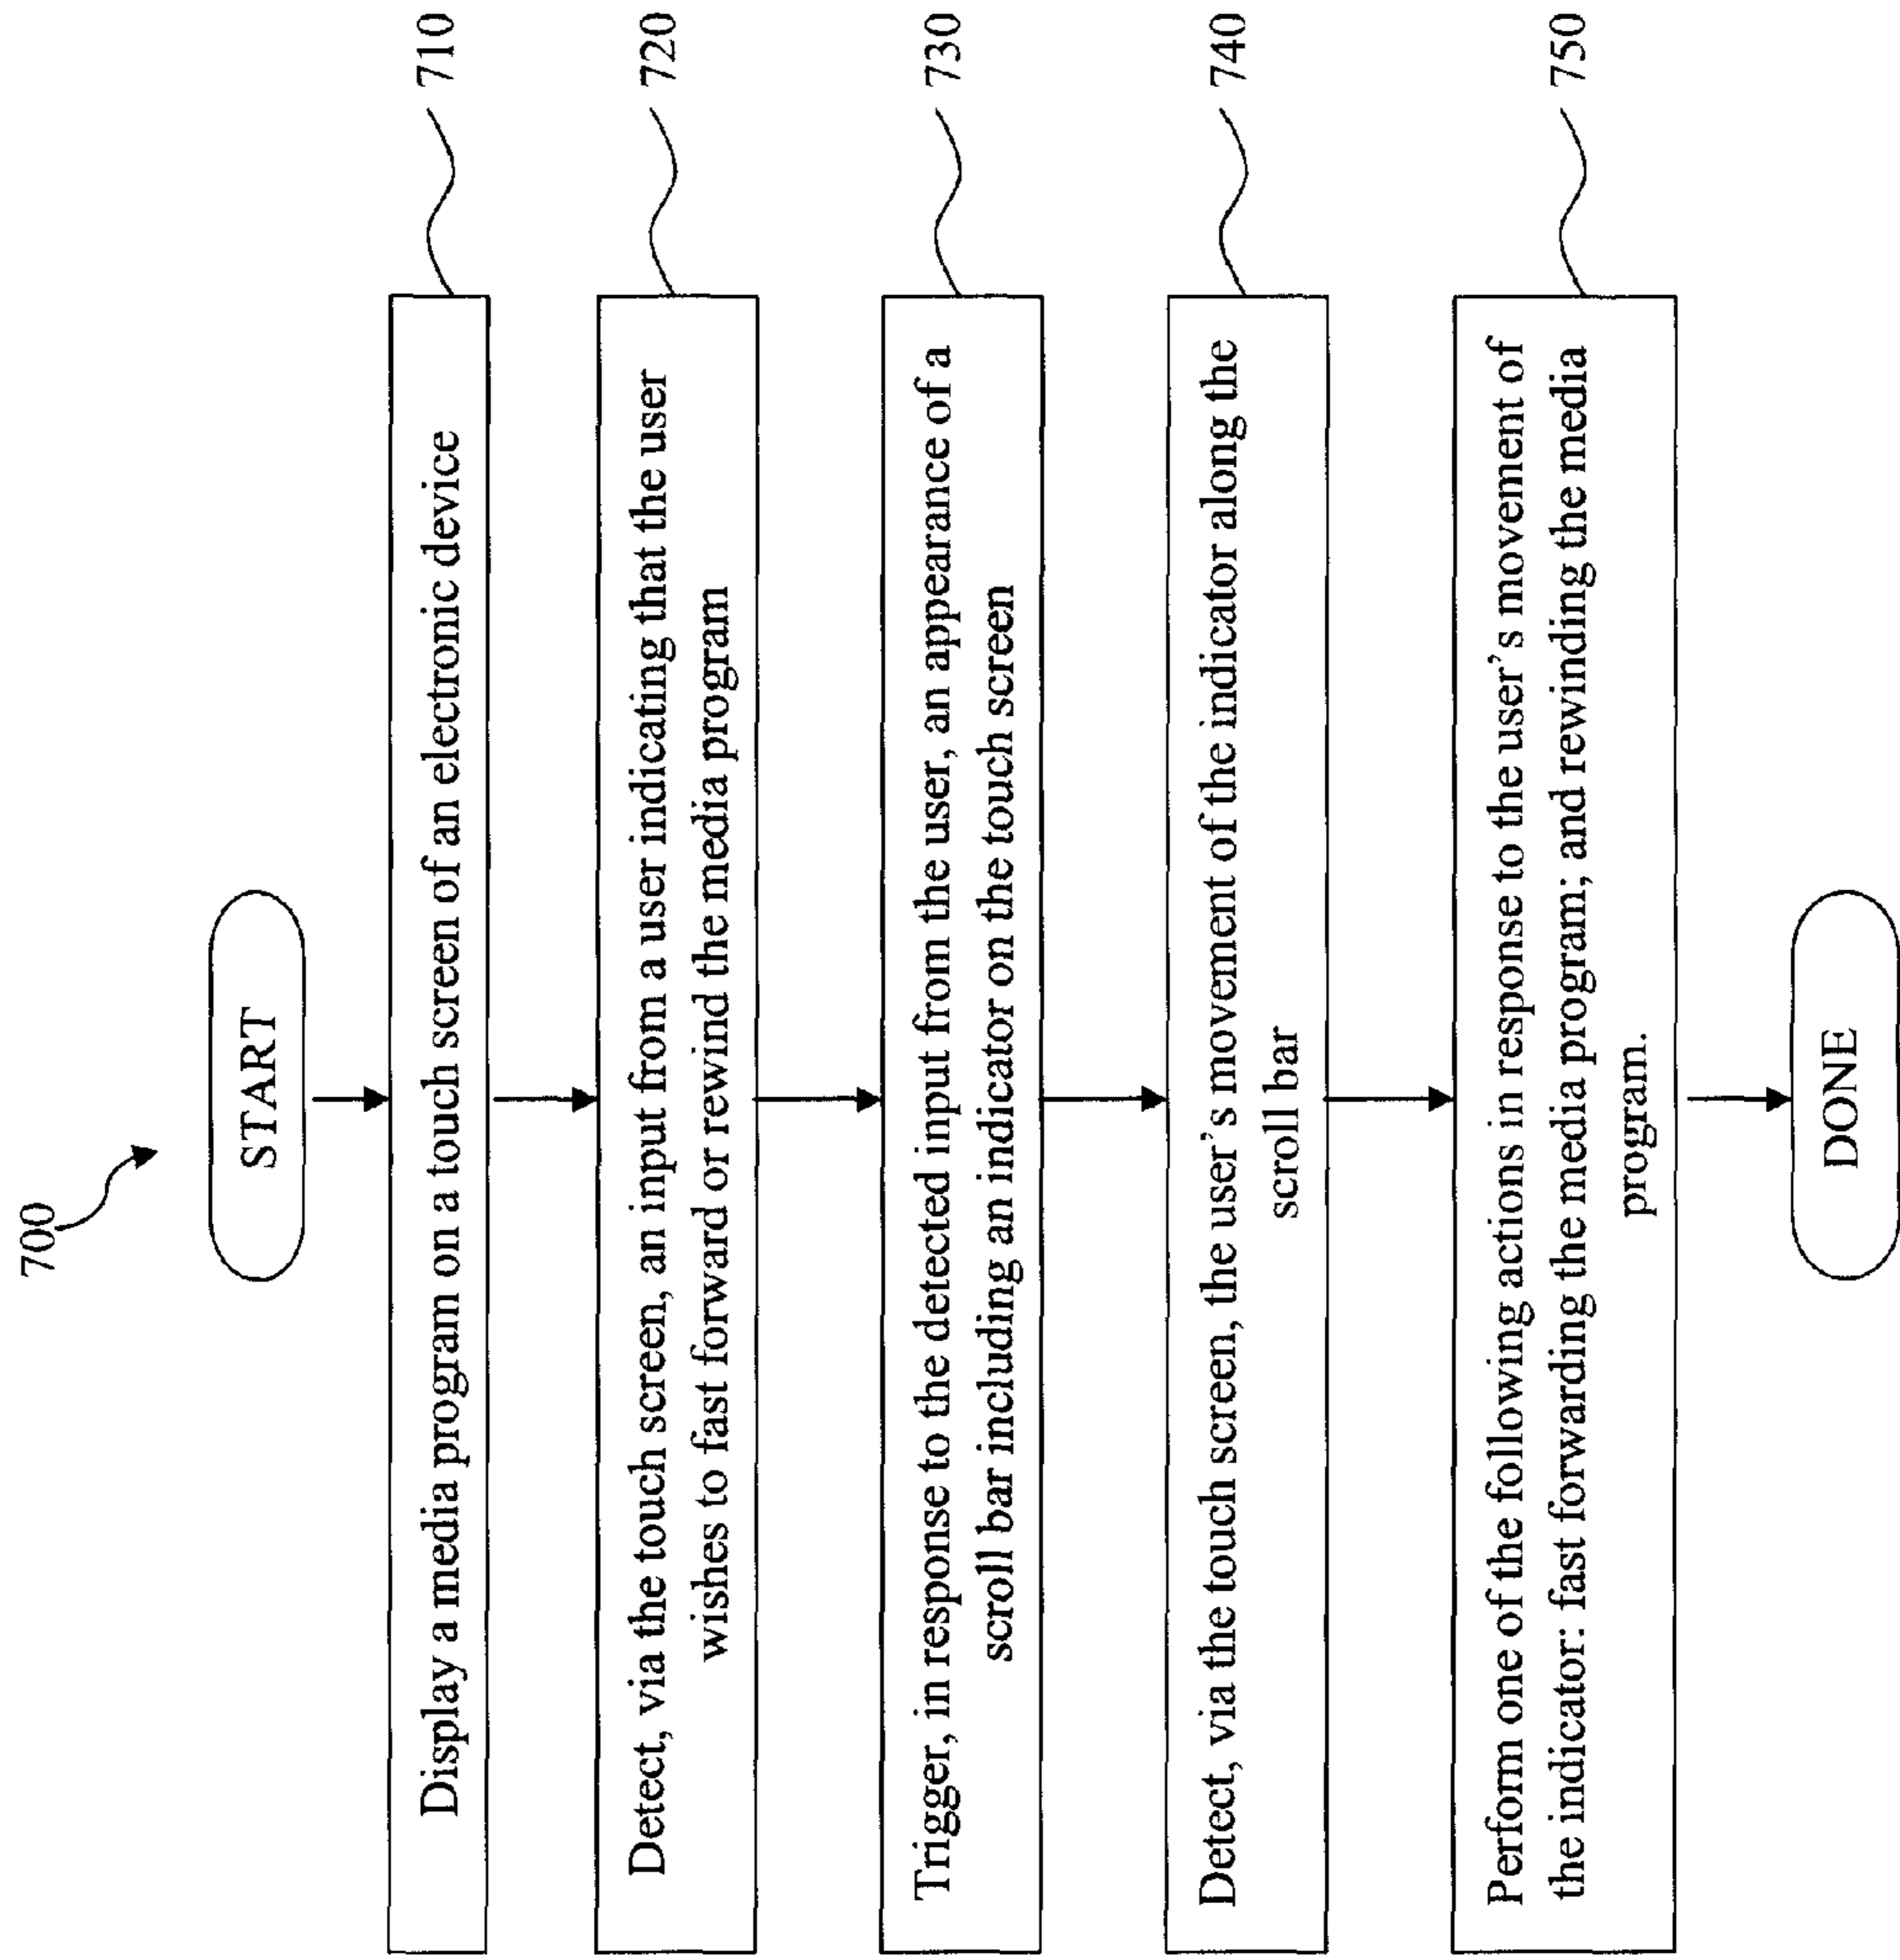 700
START
Display a media program on a touch screen of an electronic device
710
Detect, via the touch screen, an input from a user indicating that the user
wishes to fast forward or rewind the media program
720
Trigger, in response to the detected input from the user, an appearance of a
scroll bar including an indicator on the touch screen
730
Detect, via the touch screen, the user's movement of the indicator along the
scroll bar
740
Perform one of the following actions in response to the user's movement of
the indicator: fast forwarding the media program; and rewinding the media
program.
750
DONE